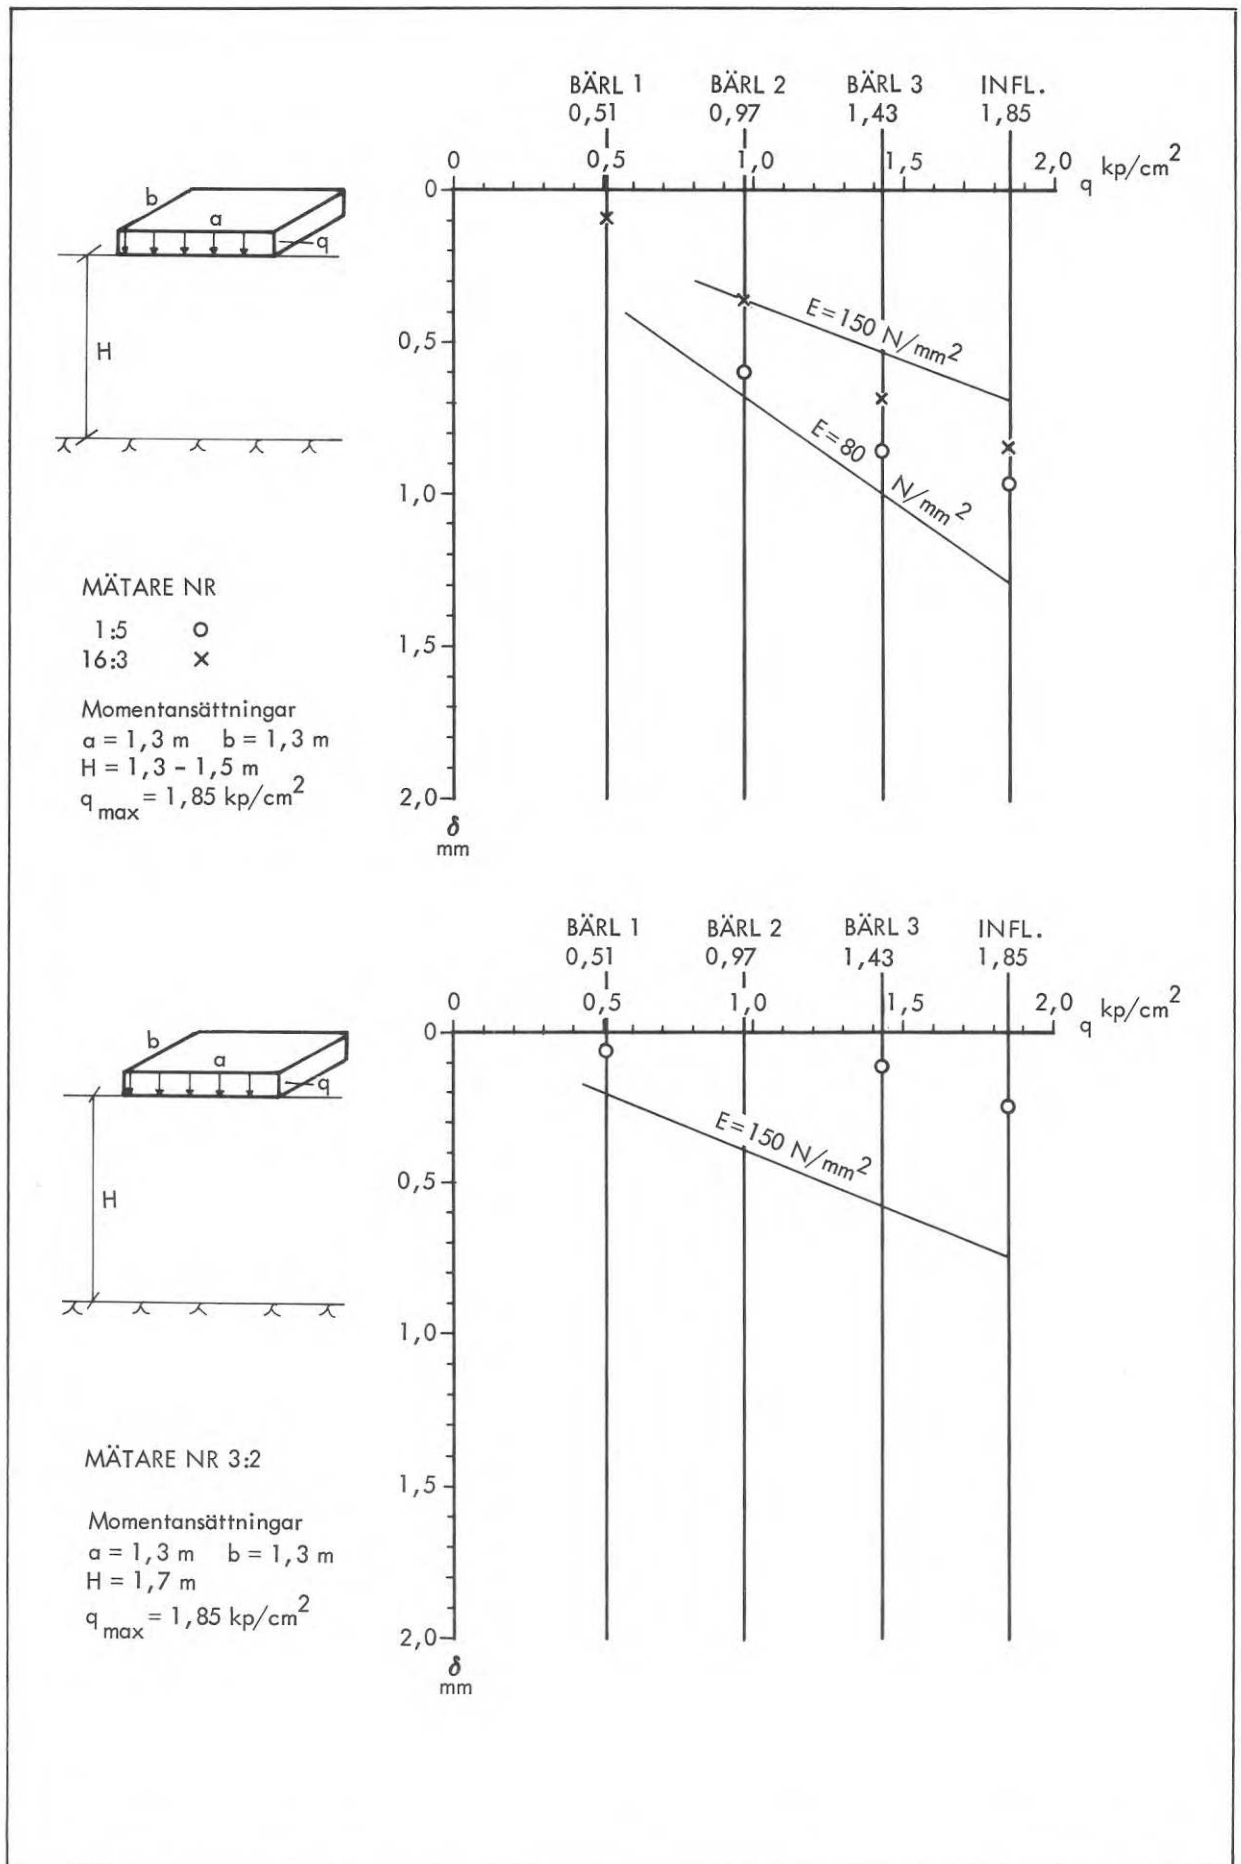 BÄRL 1 BÄRL 2 BÄRL 3 INFL.
0,51 0,97 1,43 1,85
0 0,5 1,0 1,5 2,0 kp/cm²
q
0
0,5
1,0
1,5
2,0
δ
mm
E=150 N/mm²
E=80 N/mm²
b
a
q
H
MÄTARE NR
1:5 O
16:3 ×
Momentansättningar
a = 1,3 m b = 1,3 m
H = 1,3 – 1,5 m
q max = 1,85 kp/cm²
BÄRL 1 BÄRL 2 BÄRL 3 INFL.
0,51 0,97 1,43 1,85
0 0,5 1,0 1,5 2,0 kp/cm²
q
0
0,5
1,0
1,5
2,0
δ
mm
E=150 N/mm²
b
a
q
H
MÄTARE NR 3:2
Momentansättningar
a = 1,3 m b = 1,3 m
H = 1,7 m
q max = 1,85 kp/cm²